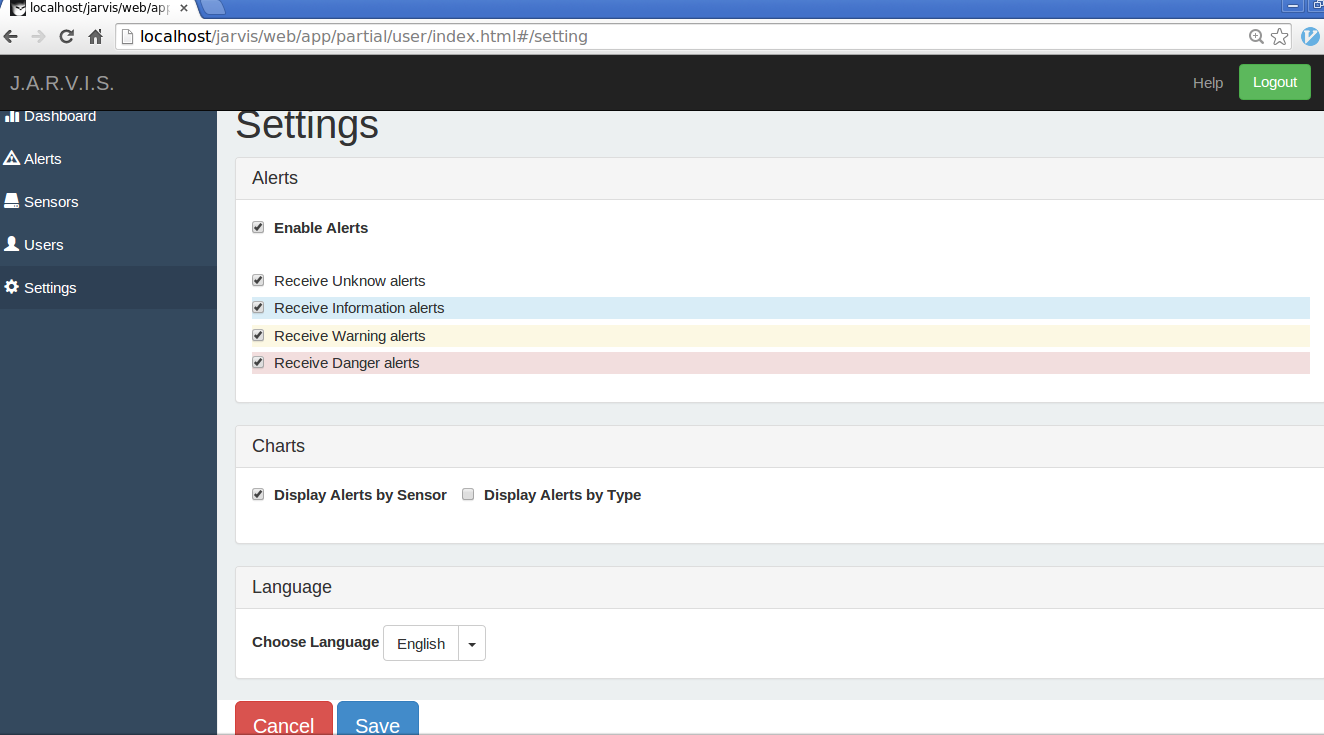 localhost/jarvis/web/app
localhost/jarvis/web/app/partial/user/index.html#/setting
J.A.R.V.I.S.
Help
Logout
Dashboard
Alerts
Sensors
Users
Settings
Settings
Alerts
Enable Alerts
Receive Unknow alerts
Receive Information alerts
Receive Warning alerts
Receive Danger alerts
Charts
Display Alerts by Sensor Display Alerts by Type
Language
Choose Language English
Cancel Save